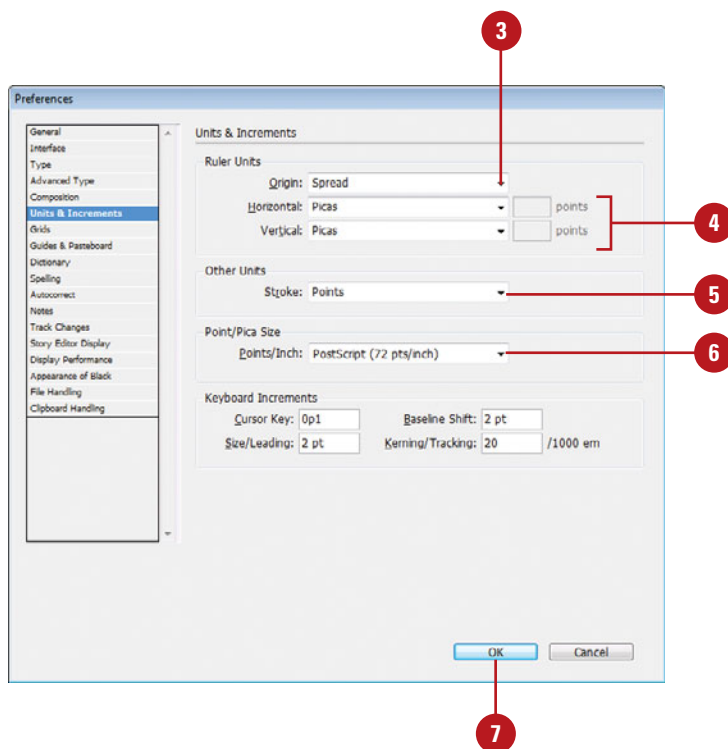 3
Preferences
General
Interface
Type
Advanced Type
Composition
Units & Increments
Grids
Guides & Pasteboard
Dictionary
Spelling
Autocorrect
Notes
Track Changes
Story Editor Display
Display Performance
Appearance of Black
File Handling
Clipboard Handling
Units & Increments
Ruler Units
Origin: Spread
Horizontal: Picas points
Vertical: Picas points
4
Other Units
Stroke: Points
5
Point/Pica Size
Points/Inch: PostScript (72 pts/inch)
6
Keyboard Increments
Cursor Key: 0p1 Baseline Shift: 2 pt
Size/Leading: 2 pt Kerning/Tracking: 20 /1000 em
OK Cancel
7